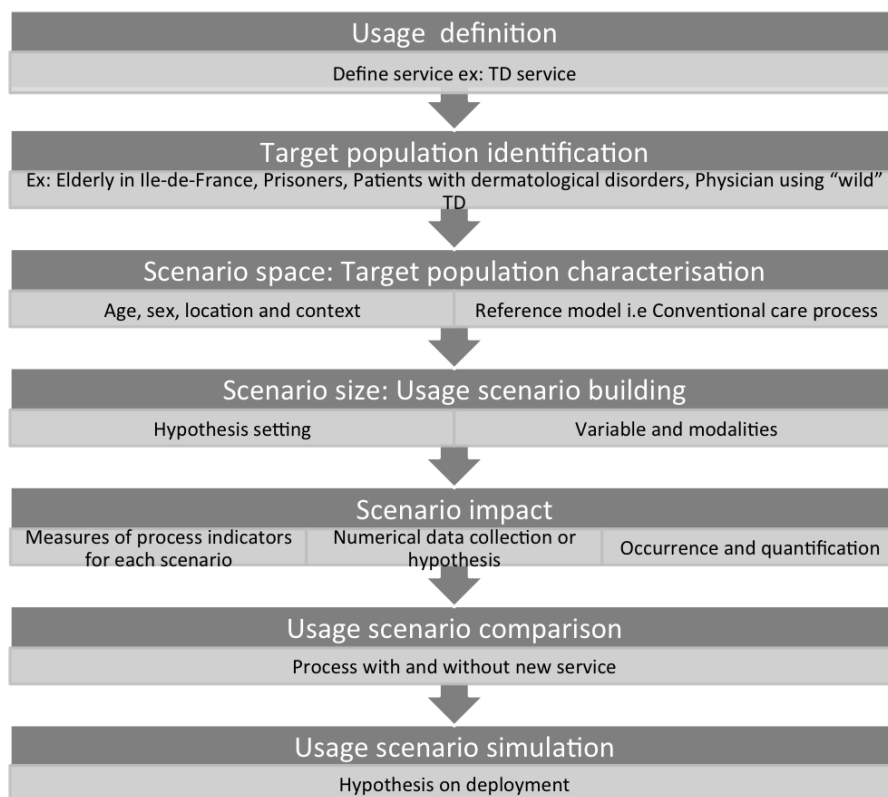 Usage definition
Define service ex: TD service
Target population identification
Ex: Elderly in Ile-de-France, Prisoners, Patients with dermatological disorders, Physician using “wild”
TD
Scenario space: Target population characterisation
Age, sex, location and context
Reference model i.e Conventional care process
Scenario size: Usage scenario building
Hypothesis setting
Variable and modalities
Scenario impact
Measures of process indicators
for each scenario
Numerical data collection or
hypothesis
Occurrence and quantification
Usage scenario comparison
Process with and without new service
Usage scenario simulation
Hypothesis on deployment